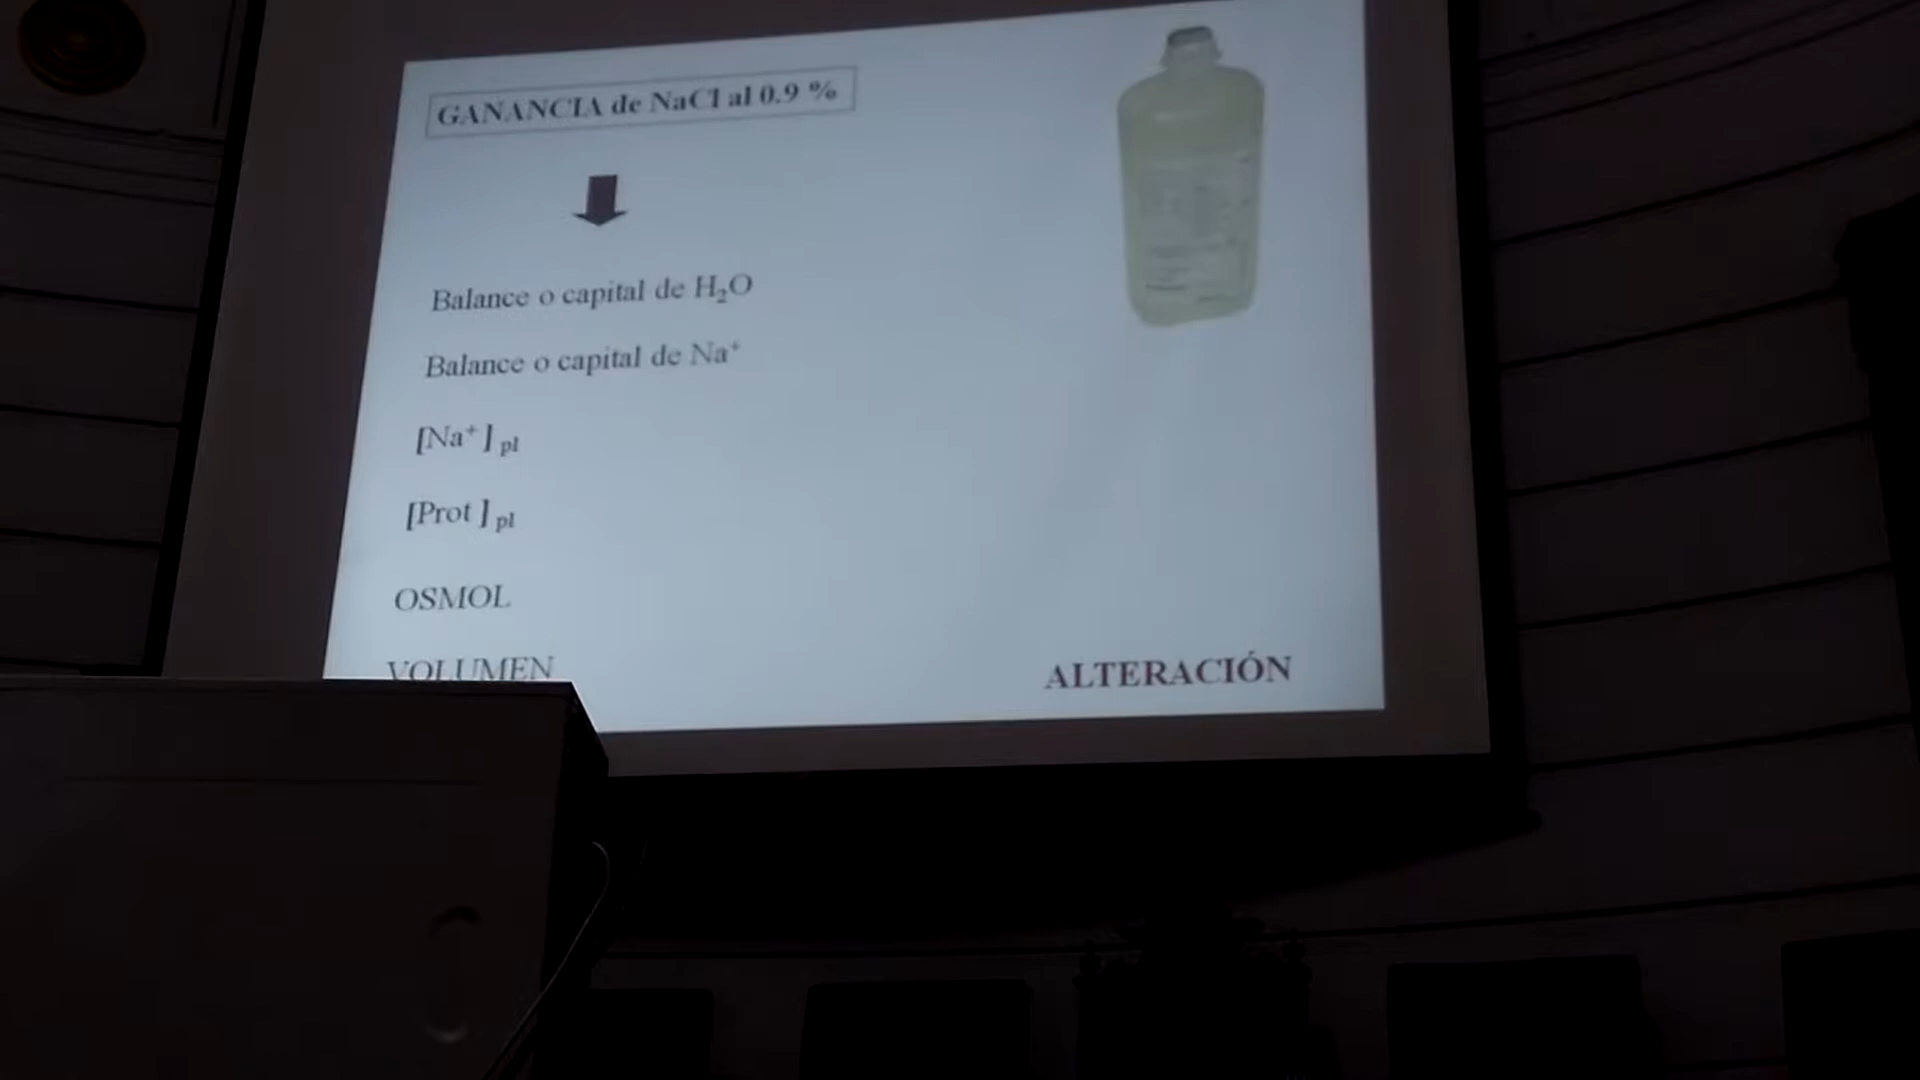 GANANCIA de NaCl al 0.9 %
Balance o capital de H₂O
Balance o capital de Na⁺
[Na⁺] pl
[Prot] pl
OSMOL
VOLUMEN
ALTERACIÓN